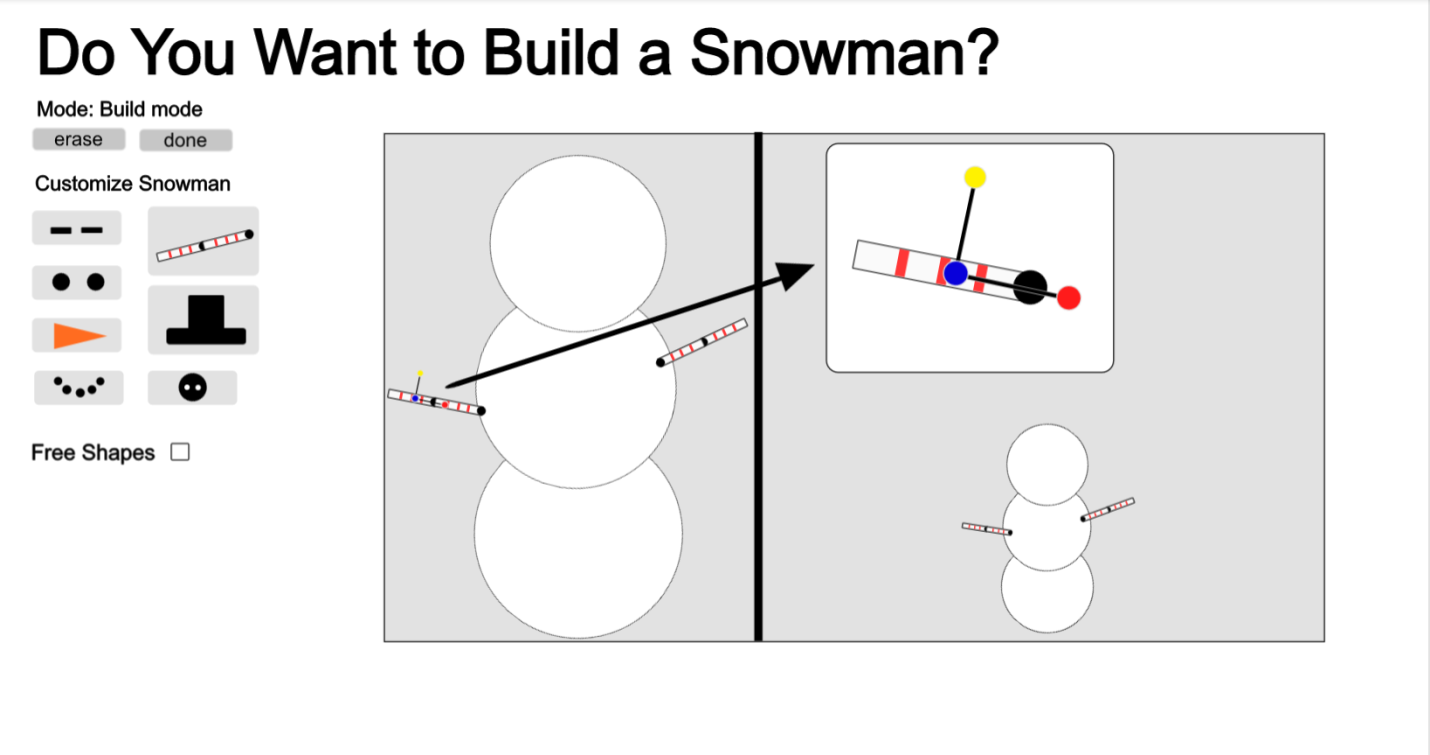 Do You Want to Build a Snowman?
Mode: Build mode
erase done
Customize Snowman
Free Shapes